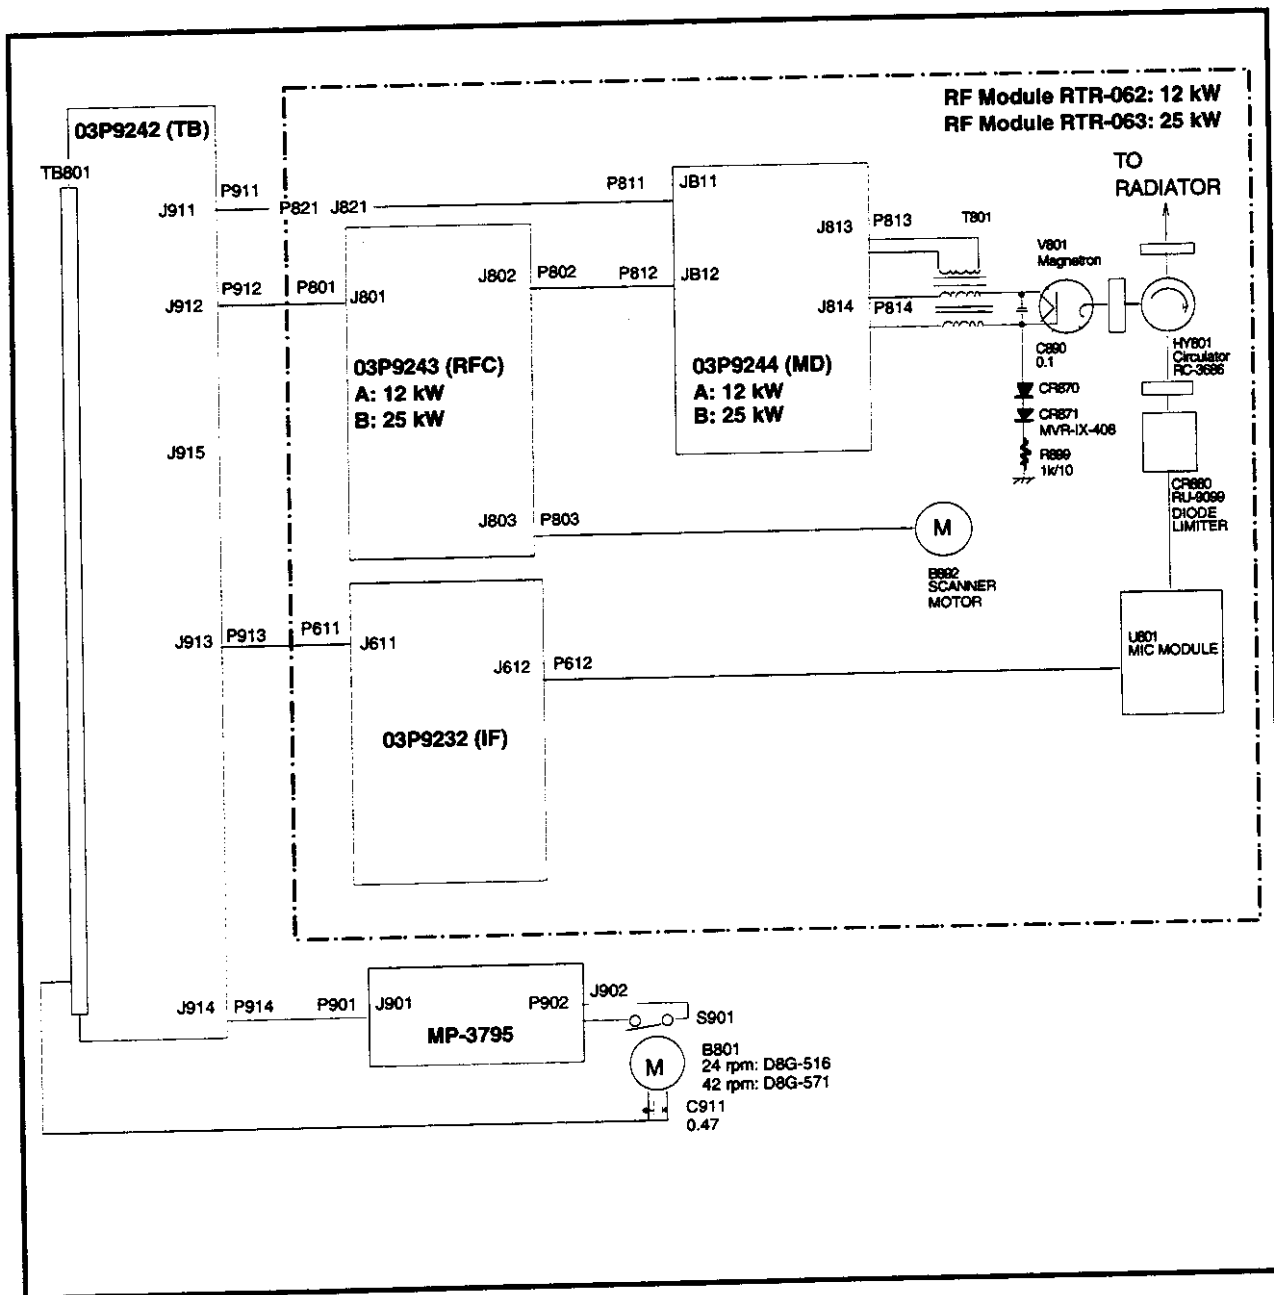 RF Module RTR-062: 12 kW
RF Module RTR-063: 25 kW
TO
RADIATOR
03P9242 (TB)
TB801
J911
P911
P821
J821
P811
JB11
J813
P813
T801
V801
Magnetron
J912
P912
P801
J801
J802
P802
P812
JB12
J814
P814
03P9243 (RFC)
A: 12 kW
B: 25 kW
03P9244 (MD)
A: 12 kW
B: 25 kW
C890
0.1
CR870
CR871
MVR-IX-408
R899
1k/10
HY801
Circulator
RC-3686
CR880
RU-9099
DIODE
LIMITER
J915
J803
P803
M
B892
SCANNER
MOTOR
J913
P913
P611
J611
J612
P612
U801
MIC MODULE
03P9232 (IF)
J914
P914
P901
J901
P902
J902
S901
MP-3795
M
B801
24 rpm: D8G-516
42 rpm: D8G-571
C911
0.47